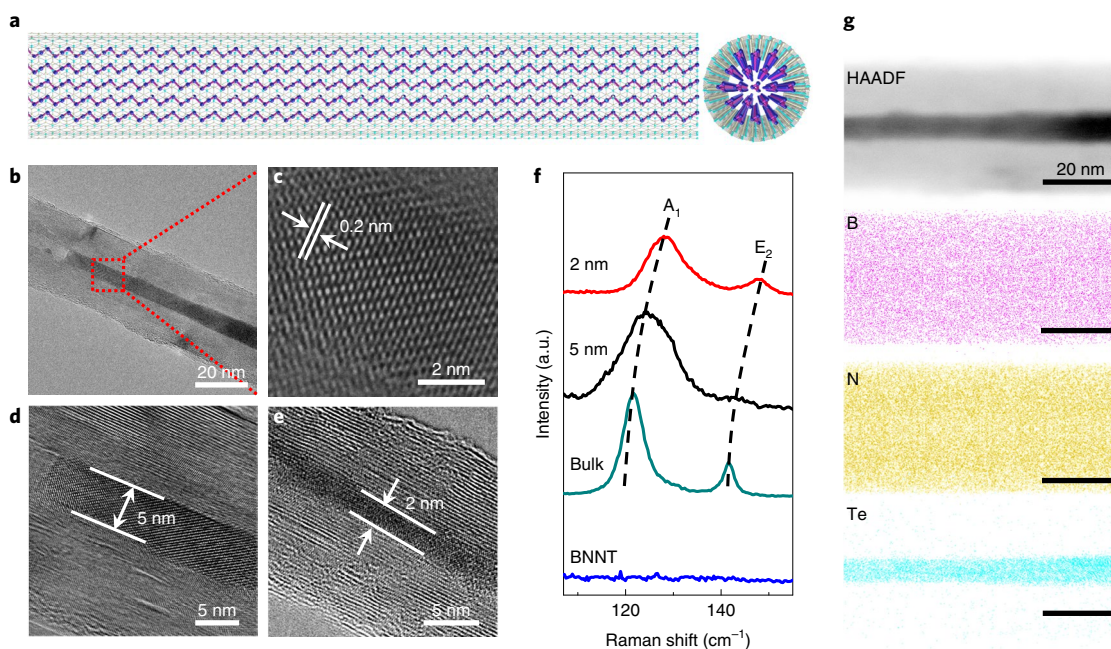 a
b
20 nm
c
0.2 nm
2 nm
d
5 nm
5 nm
e
2 nm
5 nm
f
A1
E2
2 nm
5 nm
Bulk
BNNT
Intensity (a.u.)
120
140
Raman shift (cm⁻¹)
g
HAADF
20 nm
B
N
Te